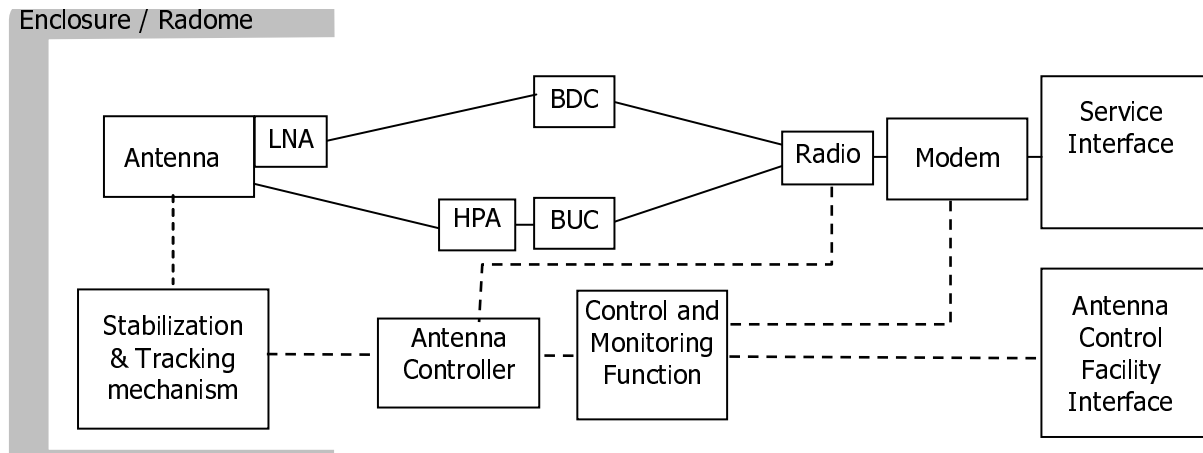 Enclosure / Radome
BDC
Service
Interface
LNA
Antenna
Radio
Modem
HPA
BUC
Stabilization
& Tracking
mechanism
Antenna
Controller
Control and
Monitoring
Function
Antenna
Control
Facility
Interface